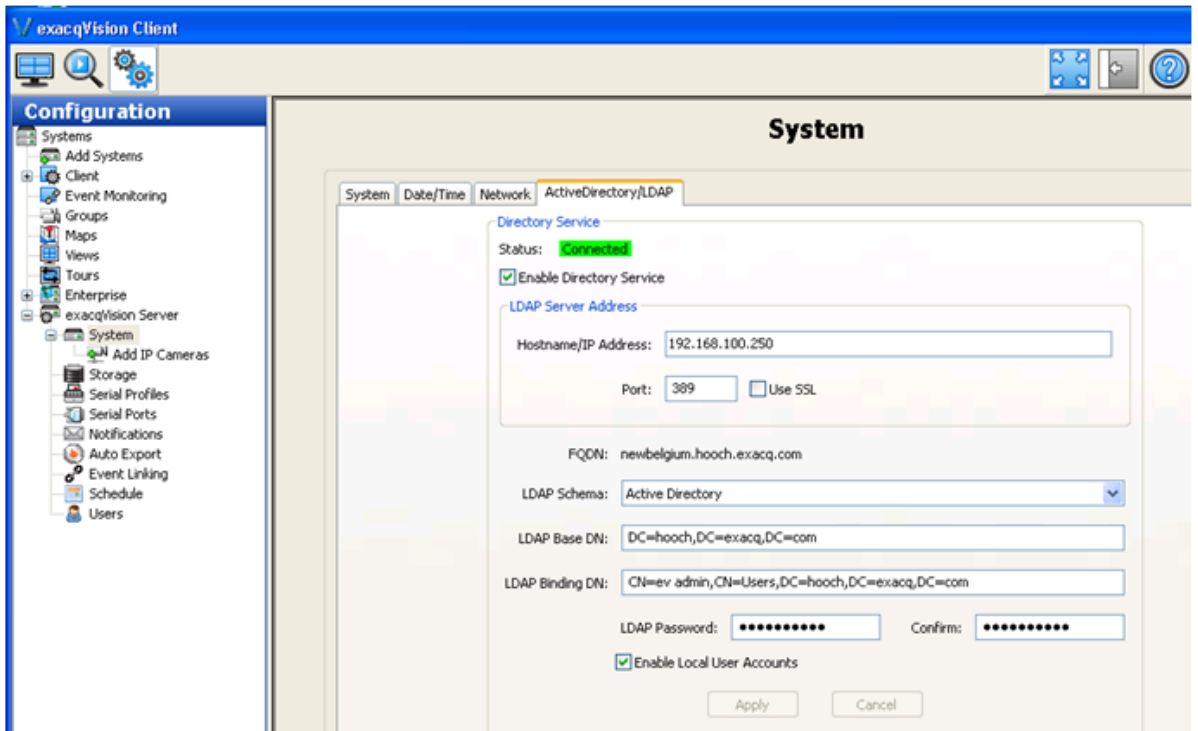 exacqVision Client
Configuration
Systems
Add Systems
Client
Event Monitoring
Groups
Maps
Views
Tours
Enterprise
exacqVision Server
System
Add IP Cameras
Storage
Serial Profiles
Serial Ports
Notifications
Auto Export
Event Linking
Schedule
Users
System
System Date/Time Network ActiveDirectory/LDAP
Directory Service
Status: Connected
Enable Directory Service
LDAP Server Address
Hostname/IP Address: 192.168.100.250
Port: 389 Use SSL
FQDN: newbelgium.hooch.exacq.com
LDAP Schema: Active Directory
LDAP Base DN: DC=hooch,DC=exacq,DC=com
LDAP Binding DN: CN=ev admin,CN=Users,DC=hooch,DC=exacq,DC=com
LDAP Password: ●●●●●●●●●● Confirm: ●●●●●●●●●●
Enable Local User Accounts
Apply Cancel